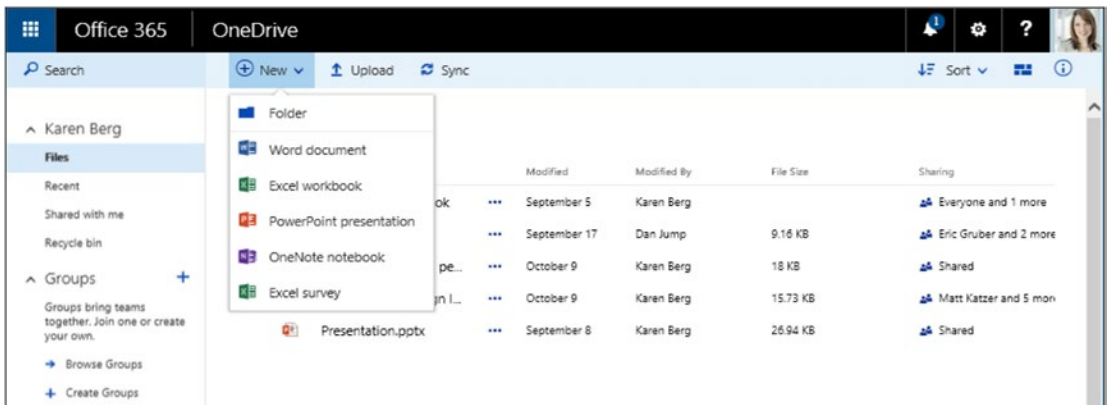 Office 365 OneDrive 1 ?
Search New Upload Sync Sort
Folder
Word document
Excel workbook
PowerPoint presentation
OneNote notebook
Excel survey
Karen Berg
Files
Recent
Shared with me
Recycle bin
Groups +
Groups bring teams
together. Join one or create
your own.
Browse Groups
+ Create Groups
Modified Modified By File Size Sharing
ok ... September 5 Karen Berg Everyone and 1 more
... September 17 Dan Jump 9.16 KB Eric Gruber and 2 more
pe... ... October 9 Karen Berg 18 KB Shared
gn I... ... October 9 Karen Berg 15.73 KB Matt Katzer and 5 mor
Presentation.pptx ... September 8 Karen Berg 26.94 KB Shared